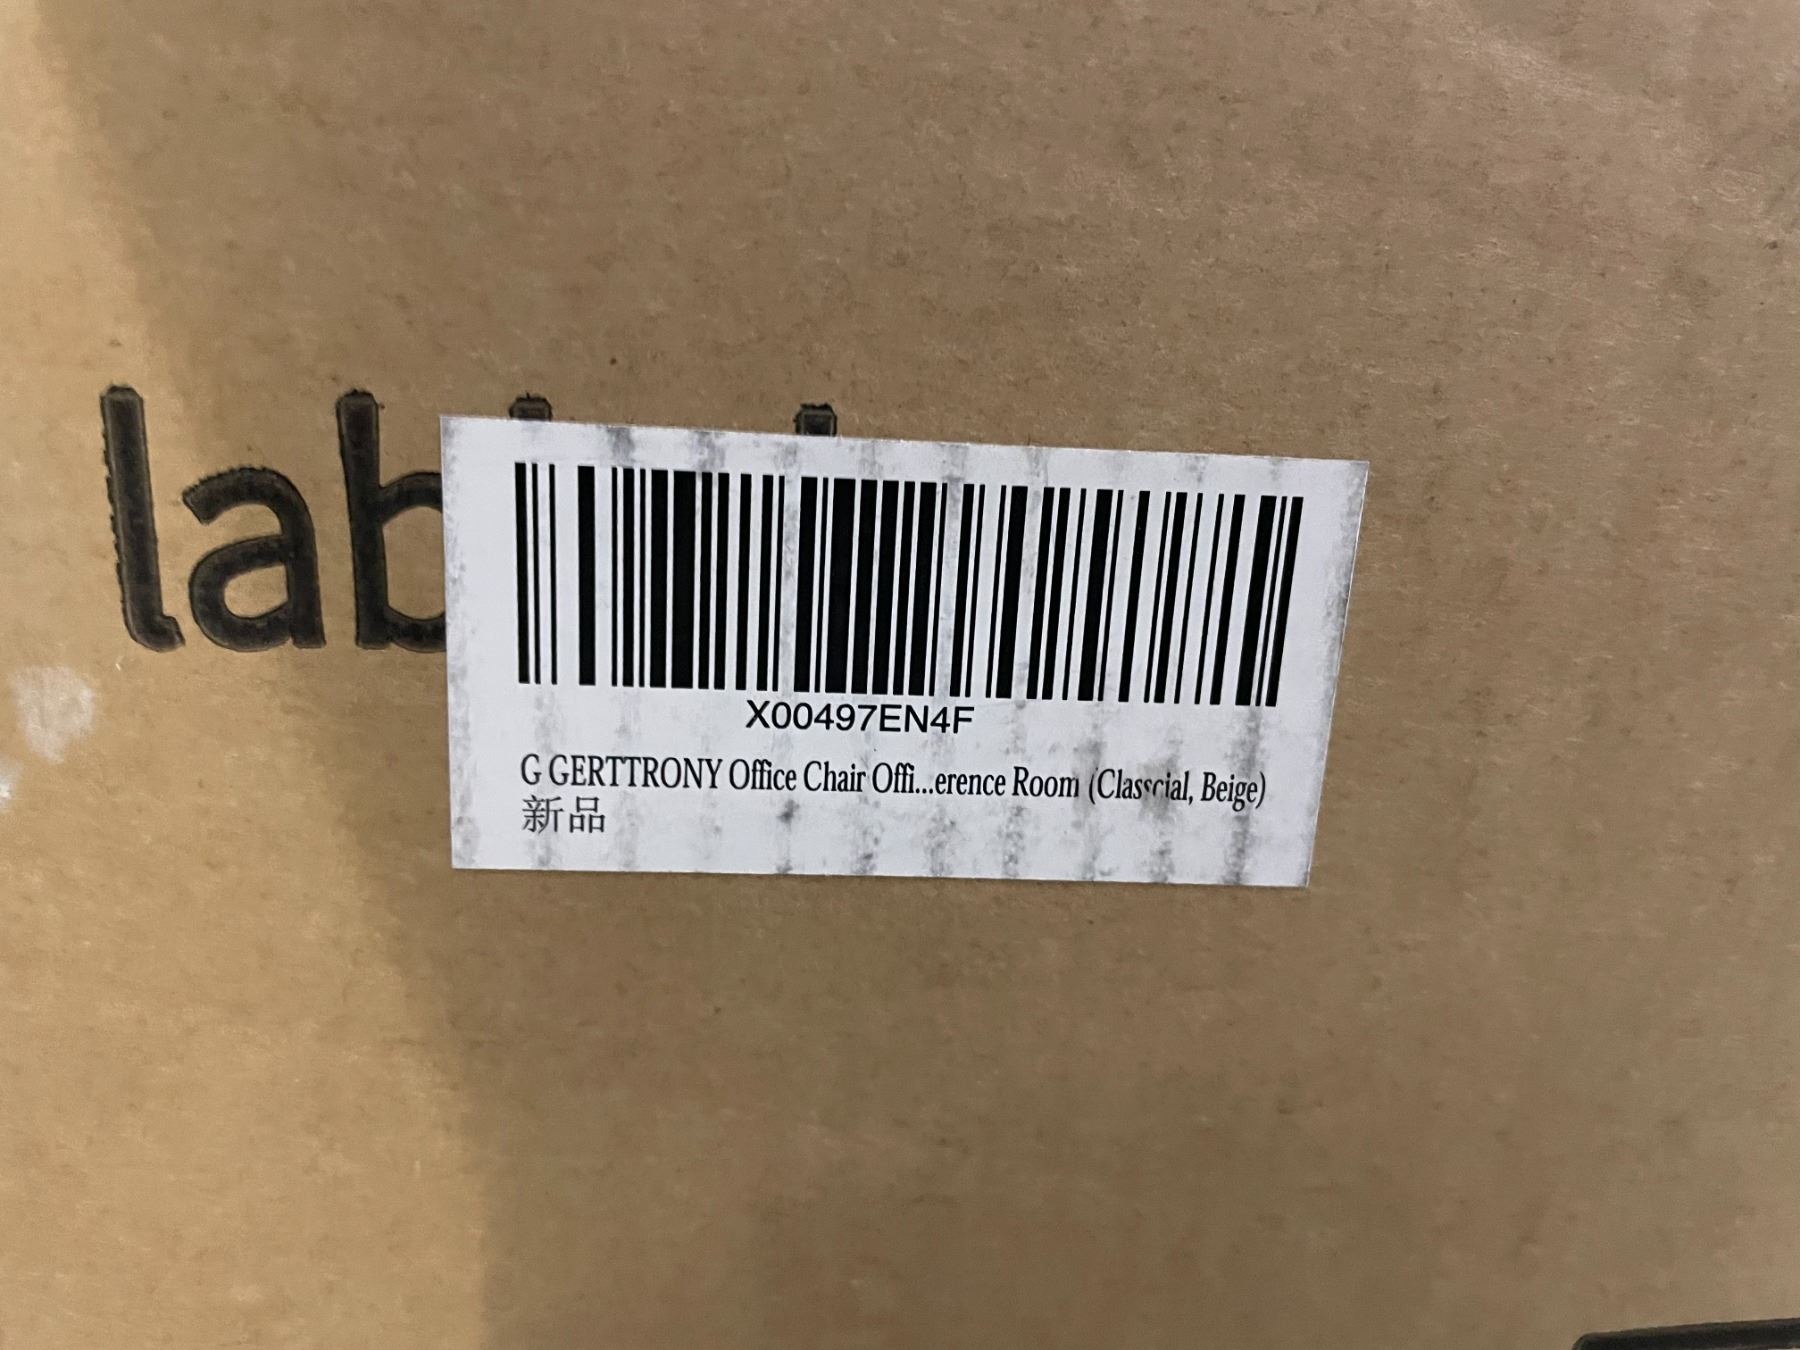 lab
X00497EN4F
G GERTTRONY Office Chair Offi...erence Room (Classcial, Beige)
新品